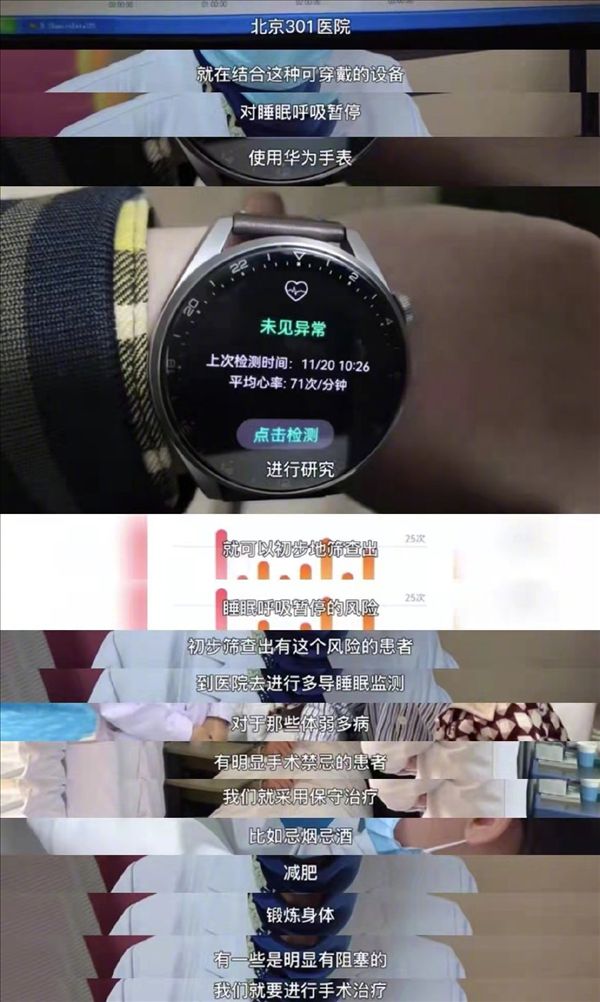 北京301医院
就在结合这种可穿戴的设备
对睡眠呼吸暂停
使用华为手表
20
22
2
4
未见异常
上次检测时间：11/20 10:26
平均心率: 71次/分钟
点击检测
进行研究
25次
就可以初步地筛查出
25次
睡眠呼吸暂停的风险
初步筛查出有这个风险的患者
到医院去进行多导睡眠监测
对于那些体弱多病
有明显手术禁忌的患者
我们就采用保守治疗
比如忌烟忌酒
减肥
锻炼身体
有一些是明显有阻塞的
我们就要进行手术治疗